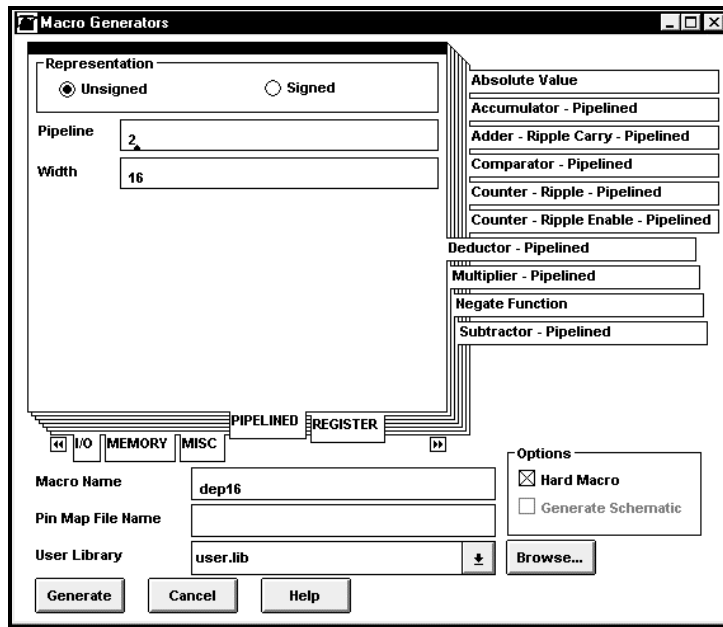 Macro Generators
Representation
Unsigned
Signed
Pipeline
2
Width
16
Absolute Value
Accumulator - Pipelined
Adder - Ripple Carry - Pipelined
Comparator - Pipelined
Counter - Ripple - Pipelined
Counter - Ripple Enable - Pipelined
Deductor - Pipelined
Multiplier - Pipelined
Negate Function
Subtractor - Pipelined
PIPELINED
REGISTER
I/O
MEMORY
MISC
Macro Name
dep16
Pin Map File Name
User Library
user.lib
Options
Hard Macro
Generate Schematic
Browse...
Generate
Cancel
Help